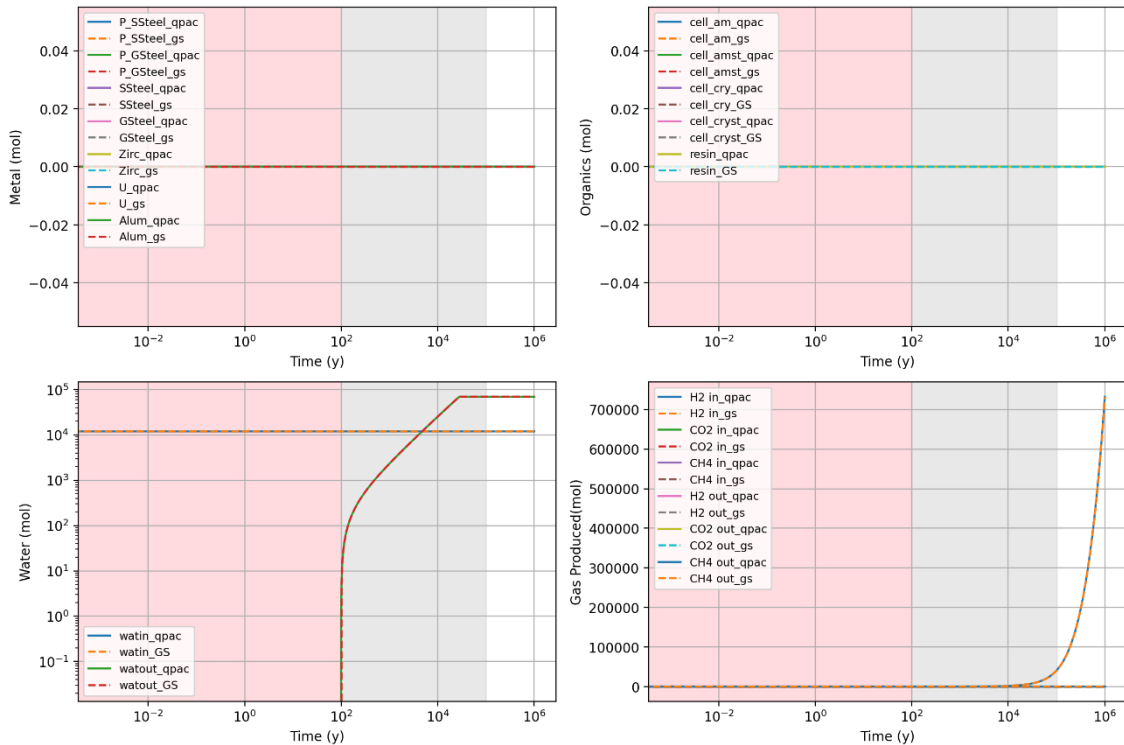 P_SSteel_qpac
P_SSteel_gs
P_GSteel_qpac
P_GSteel_gs
SSteel_qpac
SSteel_gs
GSteel_qpac
GSteel_gs
Zirc_qpac
Zirc_gs
U_qpac
U_gs
Alum_qpac
Alum_gs
0.04
0.02
0.00
−0.02
−0.04
Metal (mol)
10⁻²
10⁰
10²
10⁴
10⁶
Time (y)
cell_am_qpac
cell_am_gs
cell_amst_qpac
cell_amst_gs
cell_cry_qpac
cell_cry_GS
cell_cryst_qpac
cell_cryst_GS
resin_qpac
resin_GS
0.04
0.02
0.00
−0.02
−0.04
Organics (mol)
10⁻²
10⁰
10²
10⁴
10⁶
Time (y)
10⁵
10⁴
10³
10²
10¹
10⁰
10⁻¹
Water (mol)
watin_qpac
watin_GS
watout_qpac
watout_GS
10⁻²
10⁰
10²
10⁴
10⁶
Time (y)
H2 in_qpac
H2 in_gs
CO2 in_qpac
CO2 in_gs
CH4 in_qpac
CH4 in_gs
H2 out_qpac
H2 out_gs
CO2 out_qpac
CO2 out_gs
CH4 out_qpac
CH4 out_gs
700000
600000
500000
400000
300000
200000
100000
0
Gas Produced(mol)
10⁻²
10⁰
10²
10⁴
10⁶
Time (y)